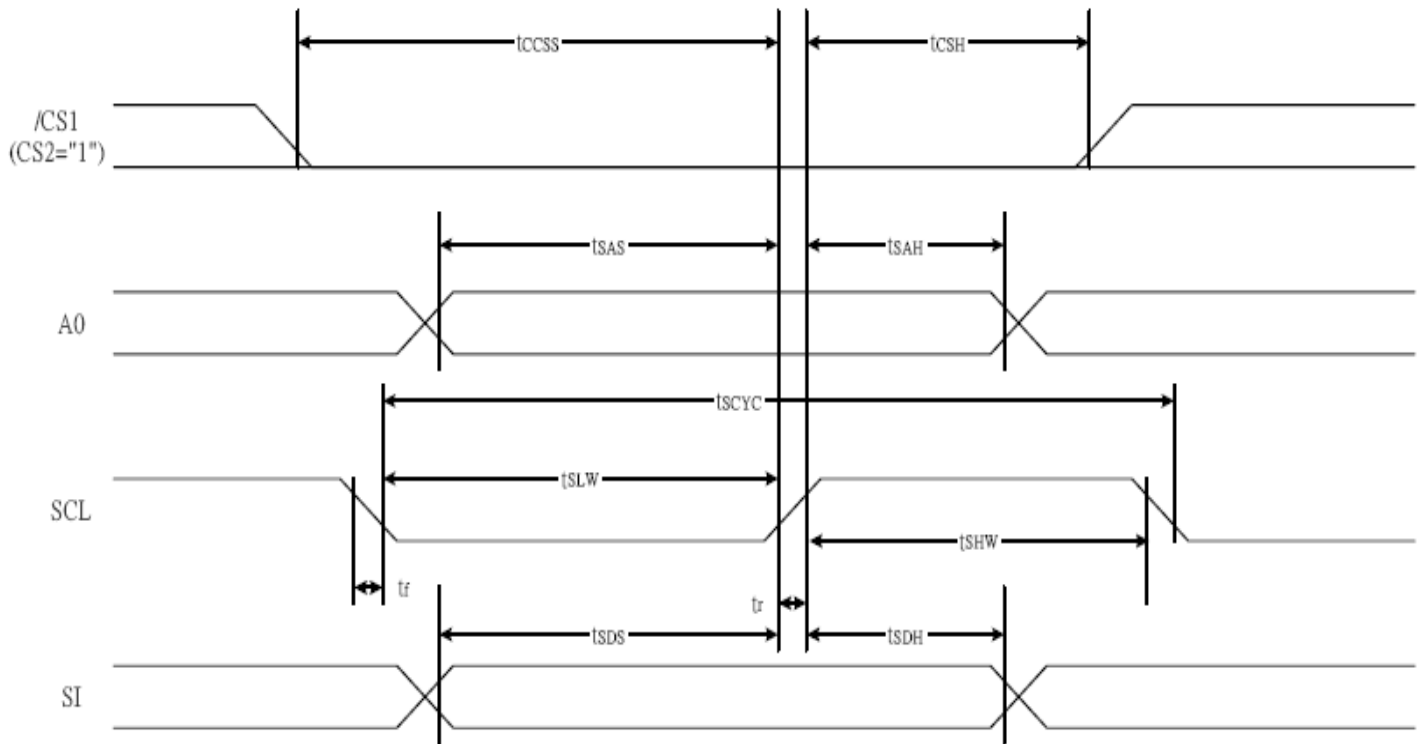 tCCSS
tCSH
/CS1
(CS2="1")
tSAS
tSAH
A0
tSCYC
tSLW
SCL
tSHW
tf
tr
tSDS
tSDH
SI